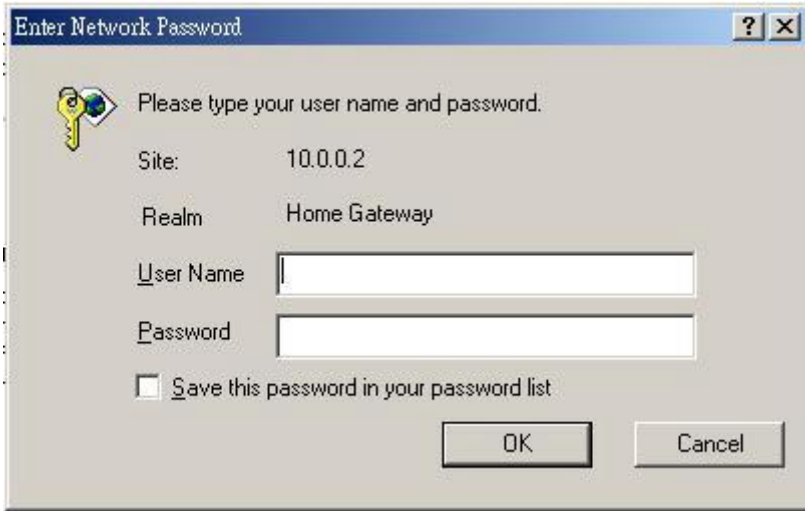 Enter Network Password
Please type your user name and password.
Site: 10.0.0.2
Realm Home Gateway
User Name
Password
Save this password in your password list
OK Cancel